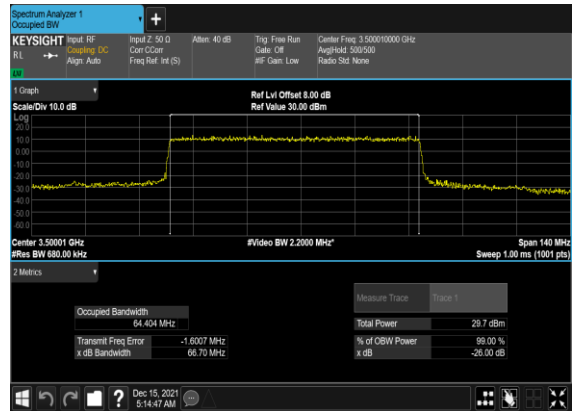 Spectrum Analyzer 1
Occupied BW
+
KEYSIGHT Input: RF Input Z: 50 Ω Atten: 40 dB Trig: Free Run Center Freq: 3.500010000 GHz
RL Coupling: DC Corr CCorr Gate: Off Avg|Hold: 500/500
Align: Auto Freq Ref: Int (S) #IF Gain: Low Radio Std: None
LW
1 Graph
Ref Lvl Offset 8.00 dB
Scale/Div 10.0 dB Ref Value 30.00 dBm
Log
20.0
10.0
0.00
-10.0
-20.0
-30.0
-40.0
-50.0
-60.0
Center 3.50001 GHz #Video BW 2.2000 MHz* Span 140 MHz
#Res BW 680.00 kHz Sweep 1.00 ms (1001 pts)
2 Metrics
Measure Trace Trace 1
Occupied Bandwidth
64.404 MHz Total Power 29.7 dBm
Transmit Freq Error -1.6007 MHz % of OBW Power 99.00 %
x dB Bandwidth 66.70 MHz x dB -26.00 dB
? Dec 15, 2021
5:14:47 AM